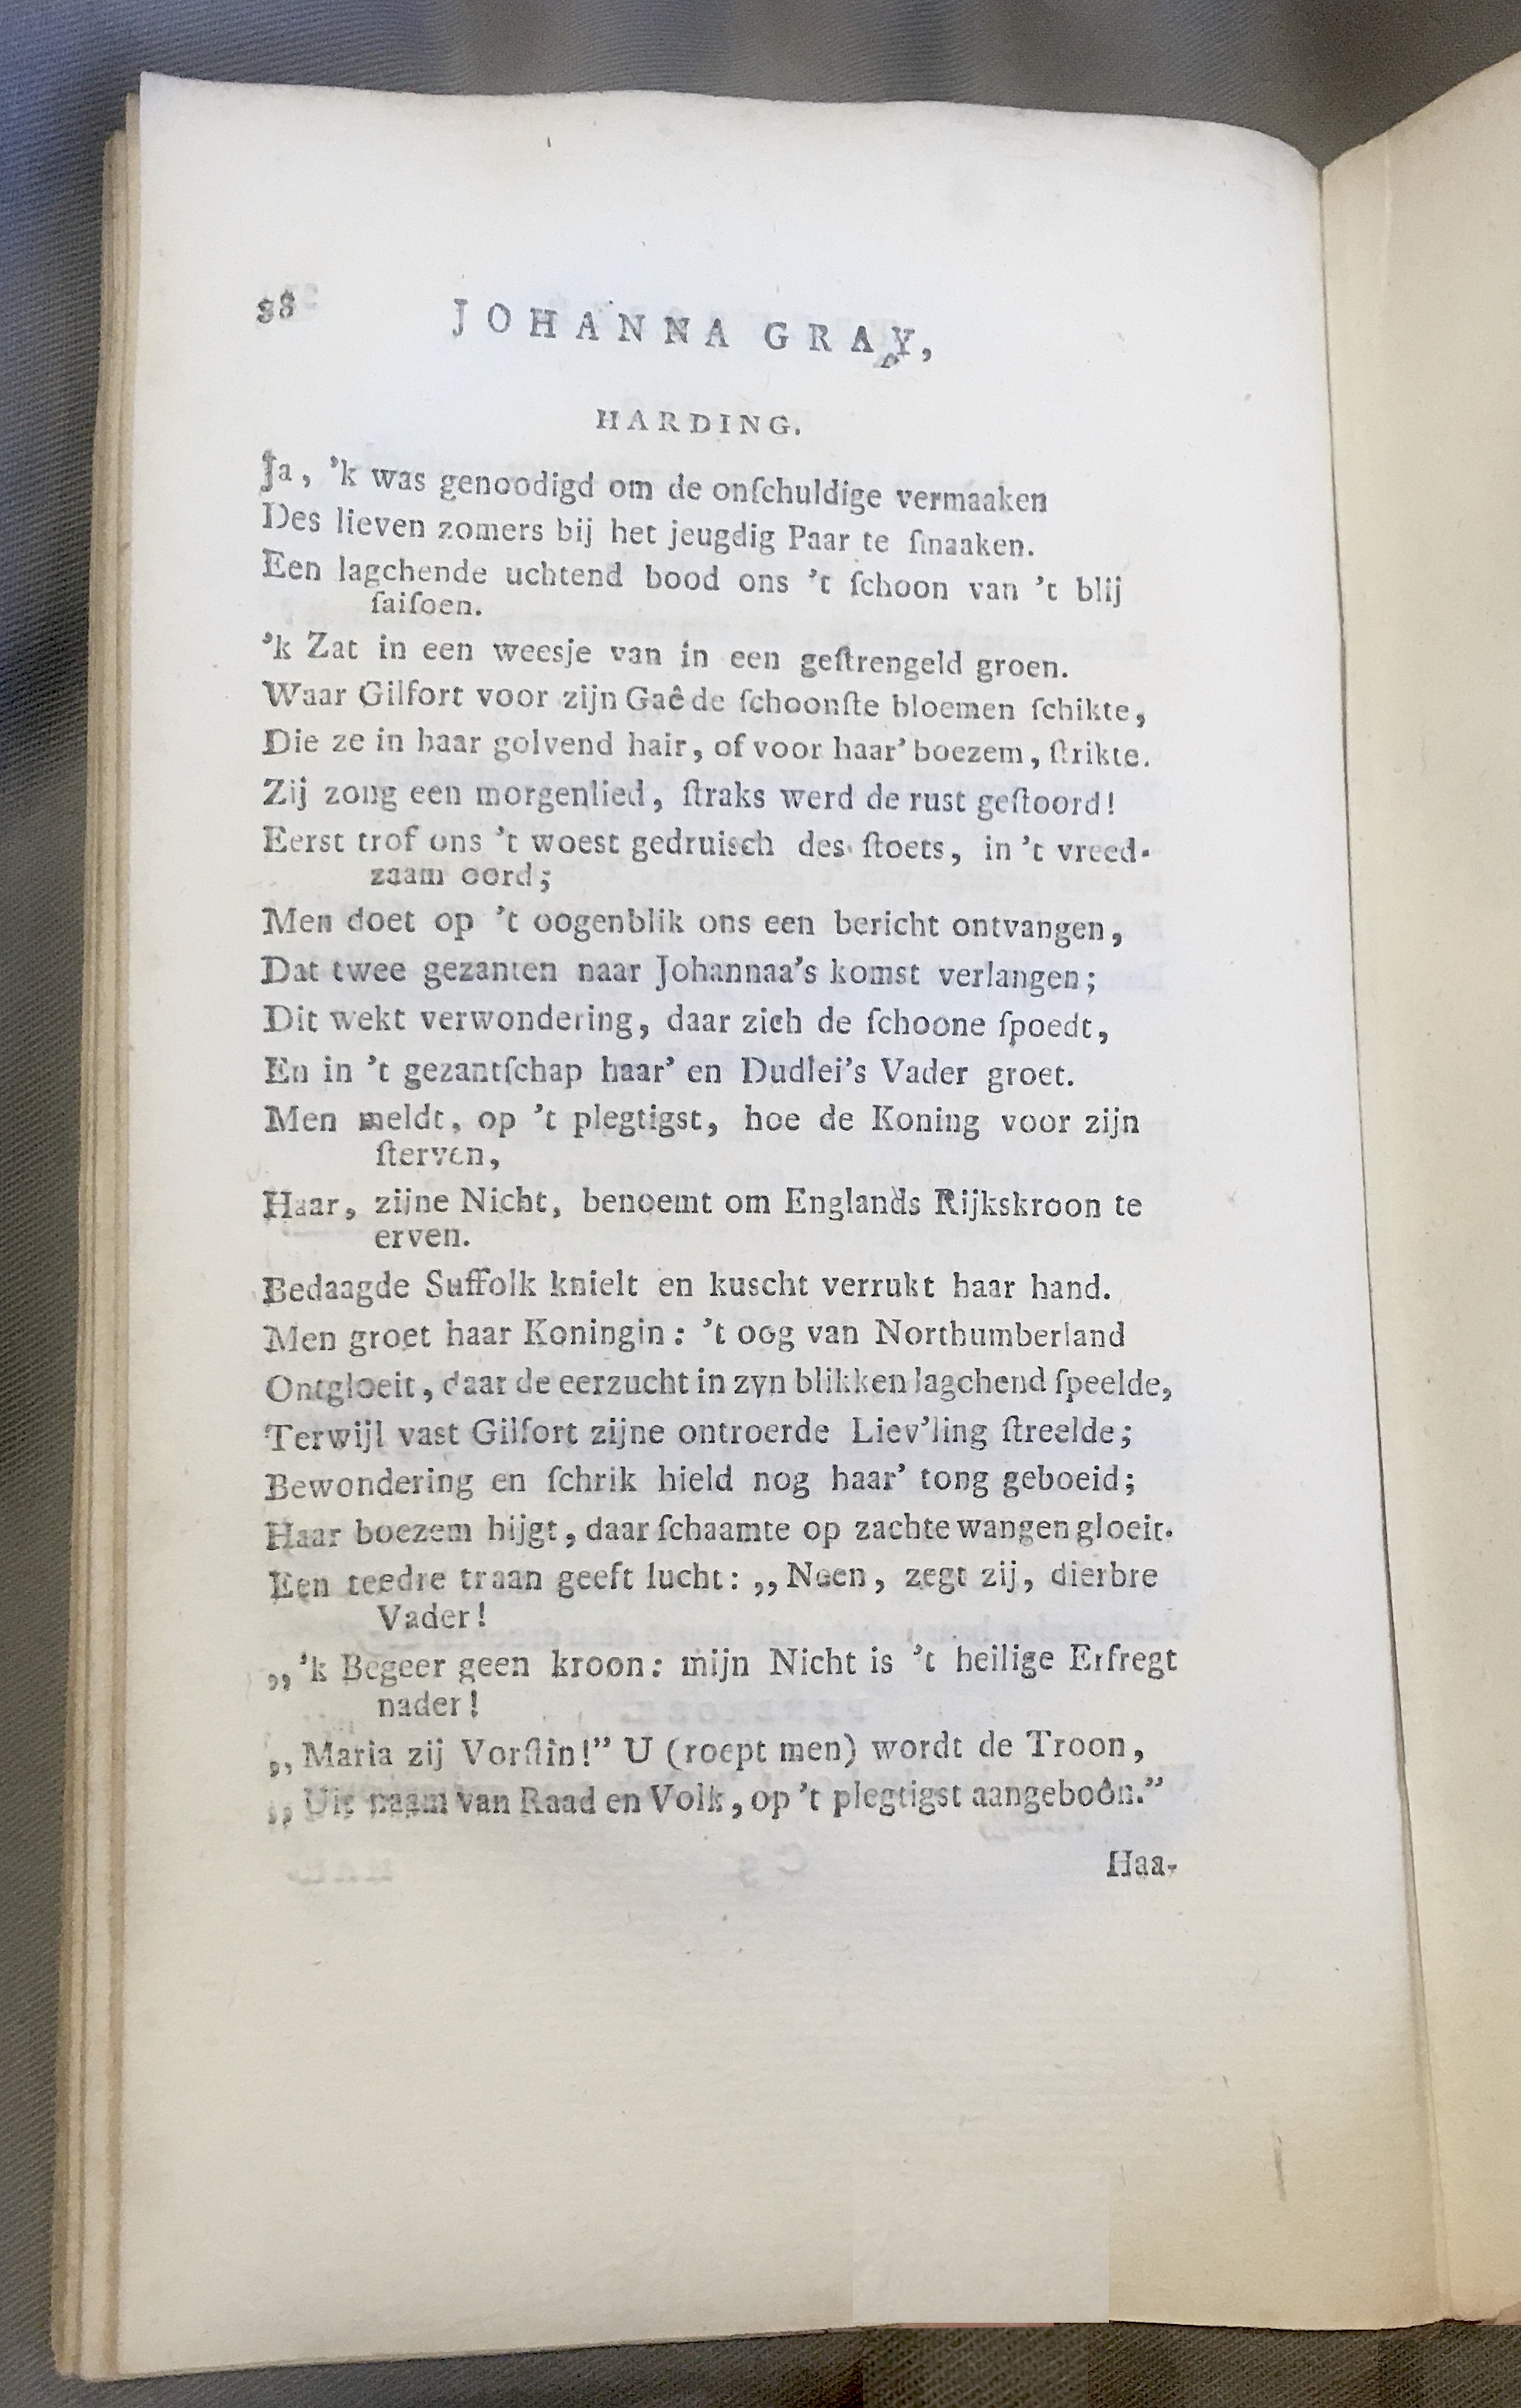 38 JOHANNA GRAY,
HARDING.
Ja, 'k was genoodigd om de onſchuldige vermaaken
Des lieven zomers bij het jeugdig Paar te ſmaaken.
Een lagchende uchtend bood ons 't ſchoon van 't blij
ſaiſoen.
'k Zat in een weesje van in een geſtrengeld groen.
Waar Gilfort voor zijn Gaê de ſchoonſte bloemen ſchikte,
Die ze in haar golvend hair, of voor haar' boezem, ſtrikte.
Zij zong een morgenlied, ſtraks werd de rust geſtoord!
Eerst trof ons 't woest gedruisch des ſtoets, in 't vreed-
zaam oord;
Men doet op 't oogenblik ons een bericht ontvangen,
Dat twee gezanten naar Johannaa's komst verlangen;
Dit wekt verwondering, daar zich de ſchoone ſpoedt,
En in 't gezantſchap haar' en Dudlei's Vader groet.
Men meldt, op 't plegtigst, hoe de Koning voor zijn
ſterven,
Haar, zijne Nicht, benoemt om Englands Rijkskroon te
erven.
Bedaagde Suffolk knielt en kuscht verrukt haar hand.
Men groet haar Koningin: 't oog van Northumberland
Ontgloeit, daar de eerzucht in zyn blikken lagchend ſpeelde,
Terwijl vast Gilfort zijne ontroerde Liev'ling ſtreelde;
Bewondering en ſchrik hield nog haar' tong geboeid;
Haar boezem hijgt, daar ſchaamte op zachte wangen gloeit.
Een teedre traan geeft lucht: „Neen, zegt zij, dierbre
Vader!
„'k Begeer geen kroon: mijn Nicht is 't heilige Erfregt
nader!
„Maria zij Vorſtin!" U (roept men) wordt de Troon,
„Uit naam van Raad en Volk, op 't plegtigst aangeboôn."
Haa-